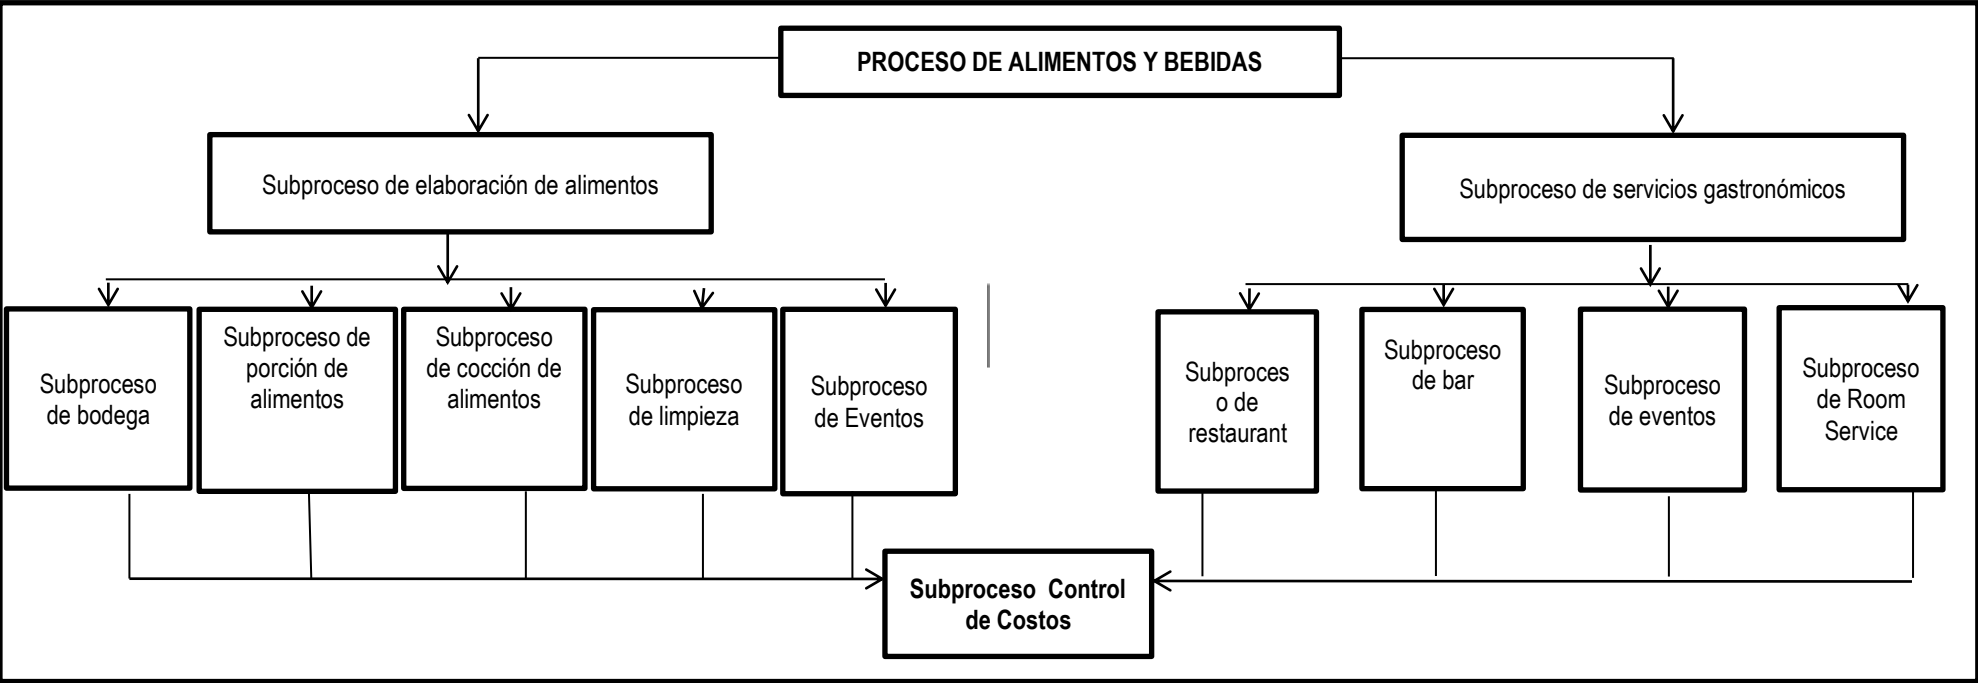 PROCESO DE ALIMENTOS Y BEBIDAS
Subproceso de elaboración de alimentos
Subproceso de servicios gastronómicos
Subproceso
de bodega
Subproceso de
porción de
alimentos
Subproceso
de cocción de
alimentos
Subproceso
de limpieza
Subproceso
de Eventos
Subproces
o de
restaurant
Subproceso
de bar
Subproceso
de eventos
Subproceso
de Room
Service
Subproceso Control
de Costos